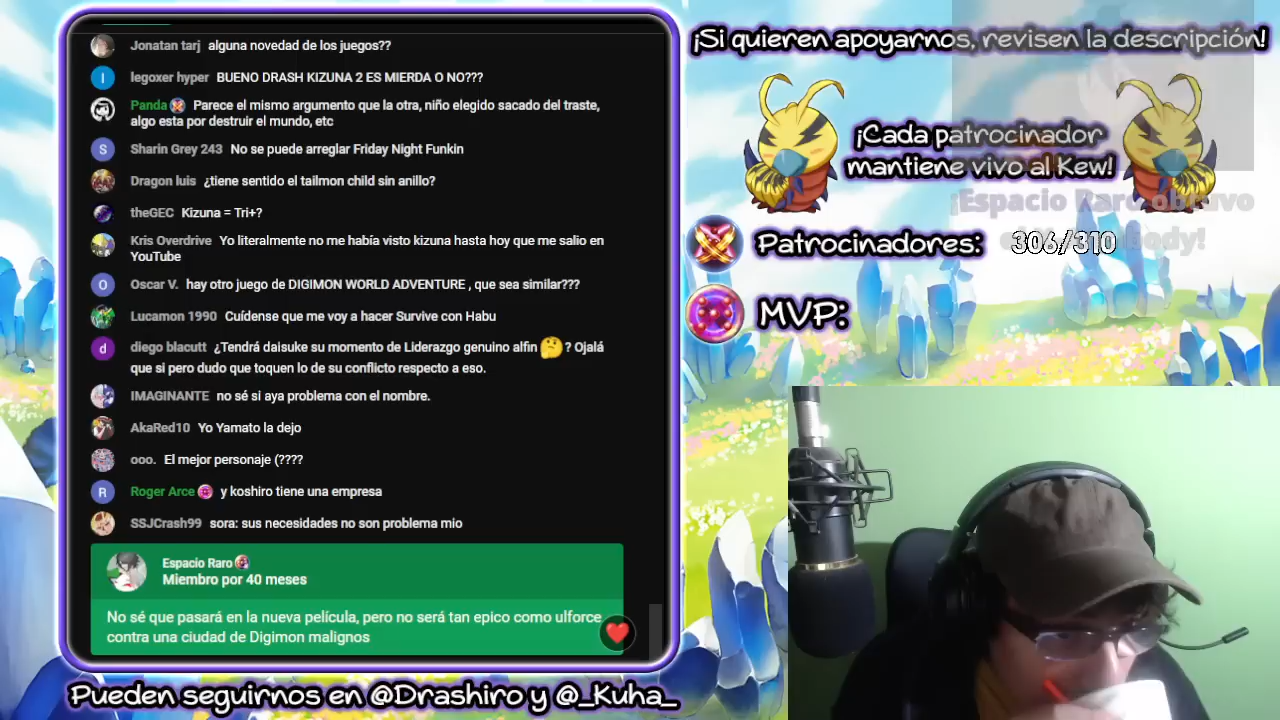 Jonatan tarj alguna novedad de los juegos??
I
legoxer hyper BUENO DRASH KIZUNA 2 ES MIERDA O NO???
Panda Parece el mismo argumento que la otra, niño elegido sacado del traste,
algo esta por destruir el mundo, etc
S
Sharin Grey 243 No se puede arreglar Friday Night Funkin
Dragon luis ¿tiene sentido el tailmon child sin anillo?
theGEC Kizuna = Tri+?
Kris Overdrive Yo literalmente no me había visto kizuna hasta hoy que me salio en
YouTube
O
Oscar V. hay otro juego de DIGIMON WORLD ADVENTURE , que sea similar???
Lucamon 1990 Cuídense que me voy a hacer Survive con Habu
d
diego blacutt ¿Tendrá daisuke su momento de Liderazgo genuino alfin 🤔 ? Ojalá
que si pero dudo que toquen lo de su conflicto respecto a eso.
IMAGINANTE no sé si aya problema con el nombre.
AkaRed10 Yo Yamato la dejo
ooo. El mejor personaje (????
R
Roger Arce y koshiro tiene una empresa
SSJCrash99 sora: sus necesidades no son problema mio
Espacio Raro
Miembro por 40 meses
No sé que pasará en la nueva película, pero no será tan epico como ulforce
contra una ciudad de Digimon malignos
Pueden seguirnos en @Drashiro y @_Kuha_
¡Si quieren apoyarnos, revisen la descripción!
¡Cada patrocinador
mantiene vivo al Kew!
¡Espacio Raro obtuvo
Patrocinadores: 306/310
MVP: